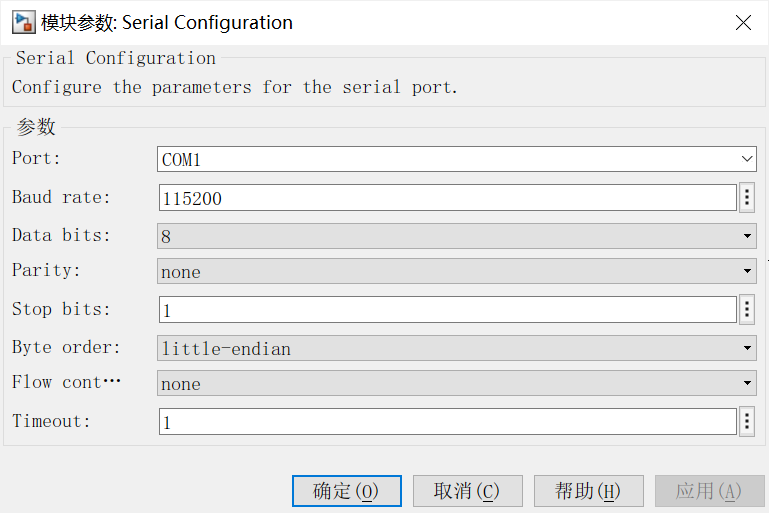 模块参数: Serial Configuration
Serial Configuration
Configure the parameters for the serial port.
参数
Port: COM1
Baud rate: 115200
Data bits: 8
Parity: none
Stop bits: 1
Byte order: little-endian
Flow cont… none
Timeout: 1
确定(O) 取消(C) 帮助(H) 应用(A)